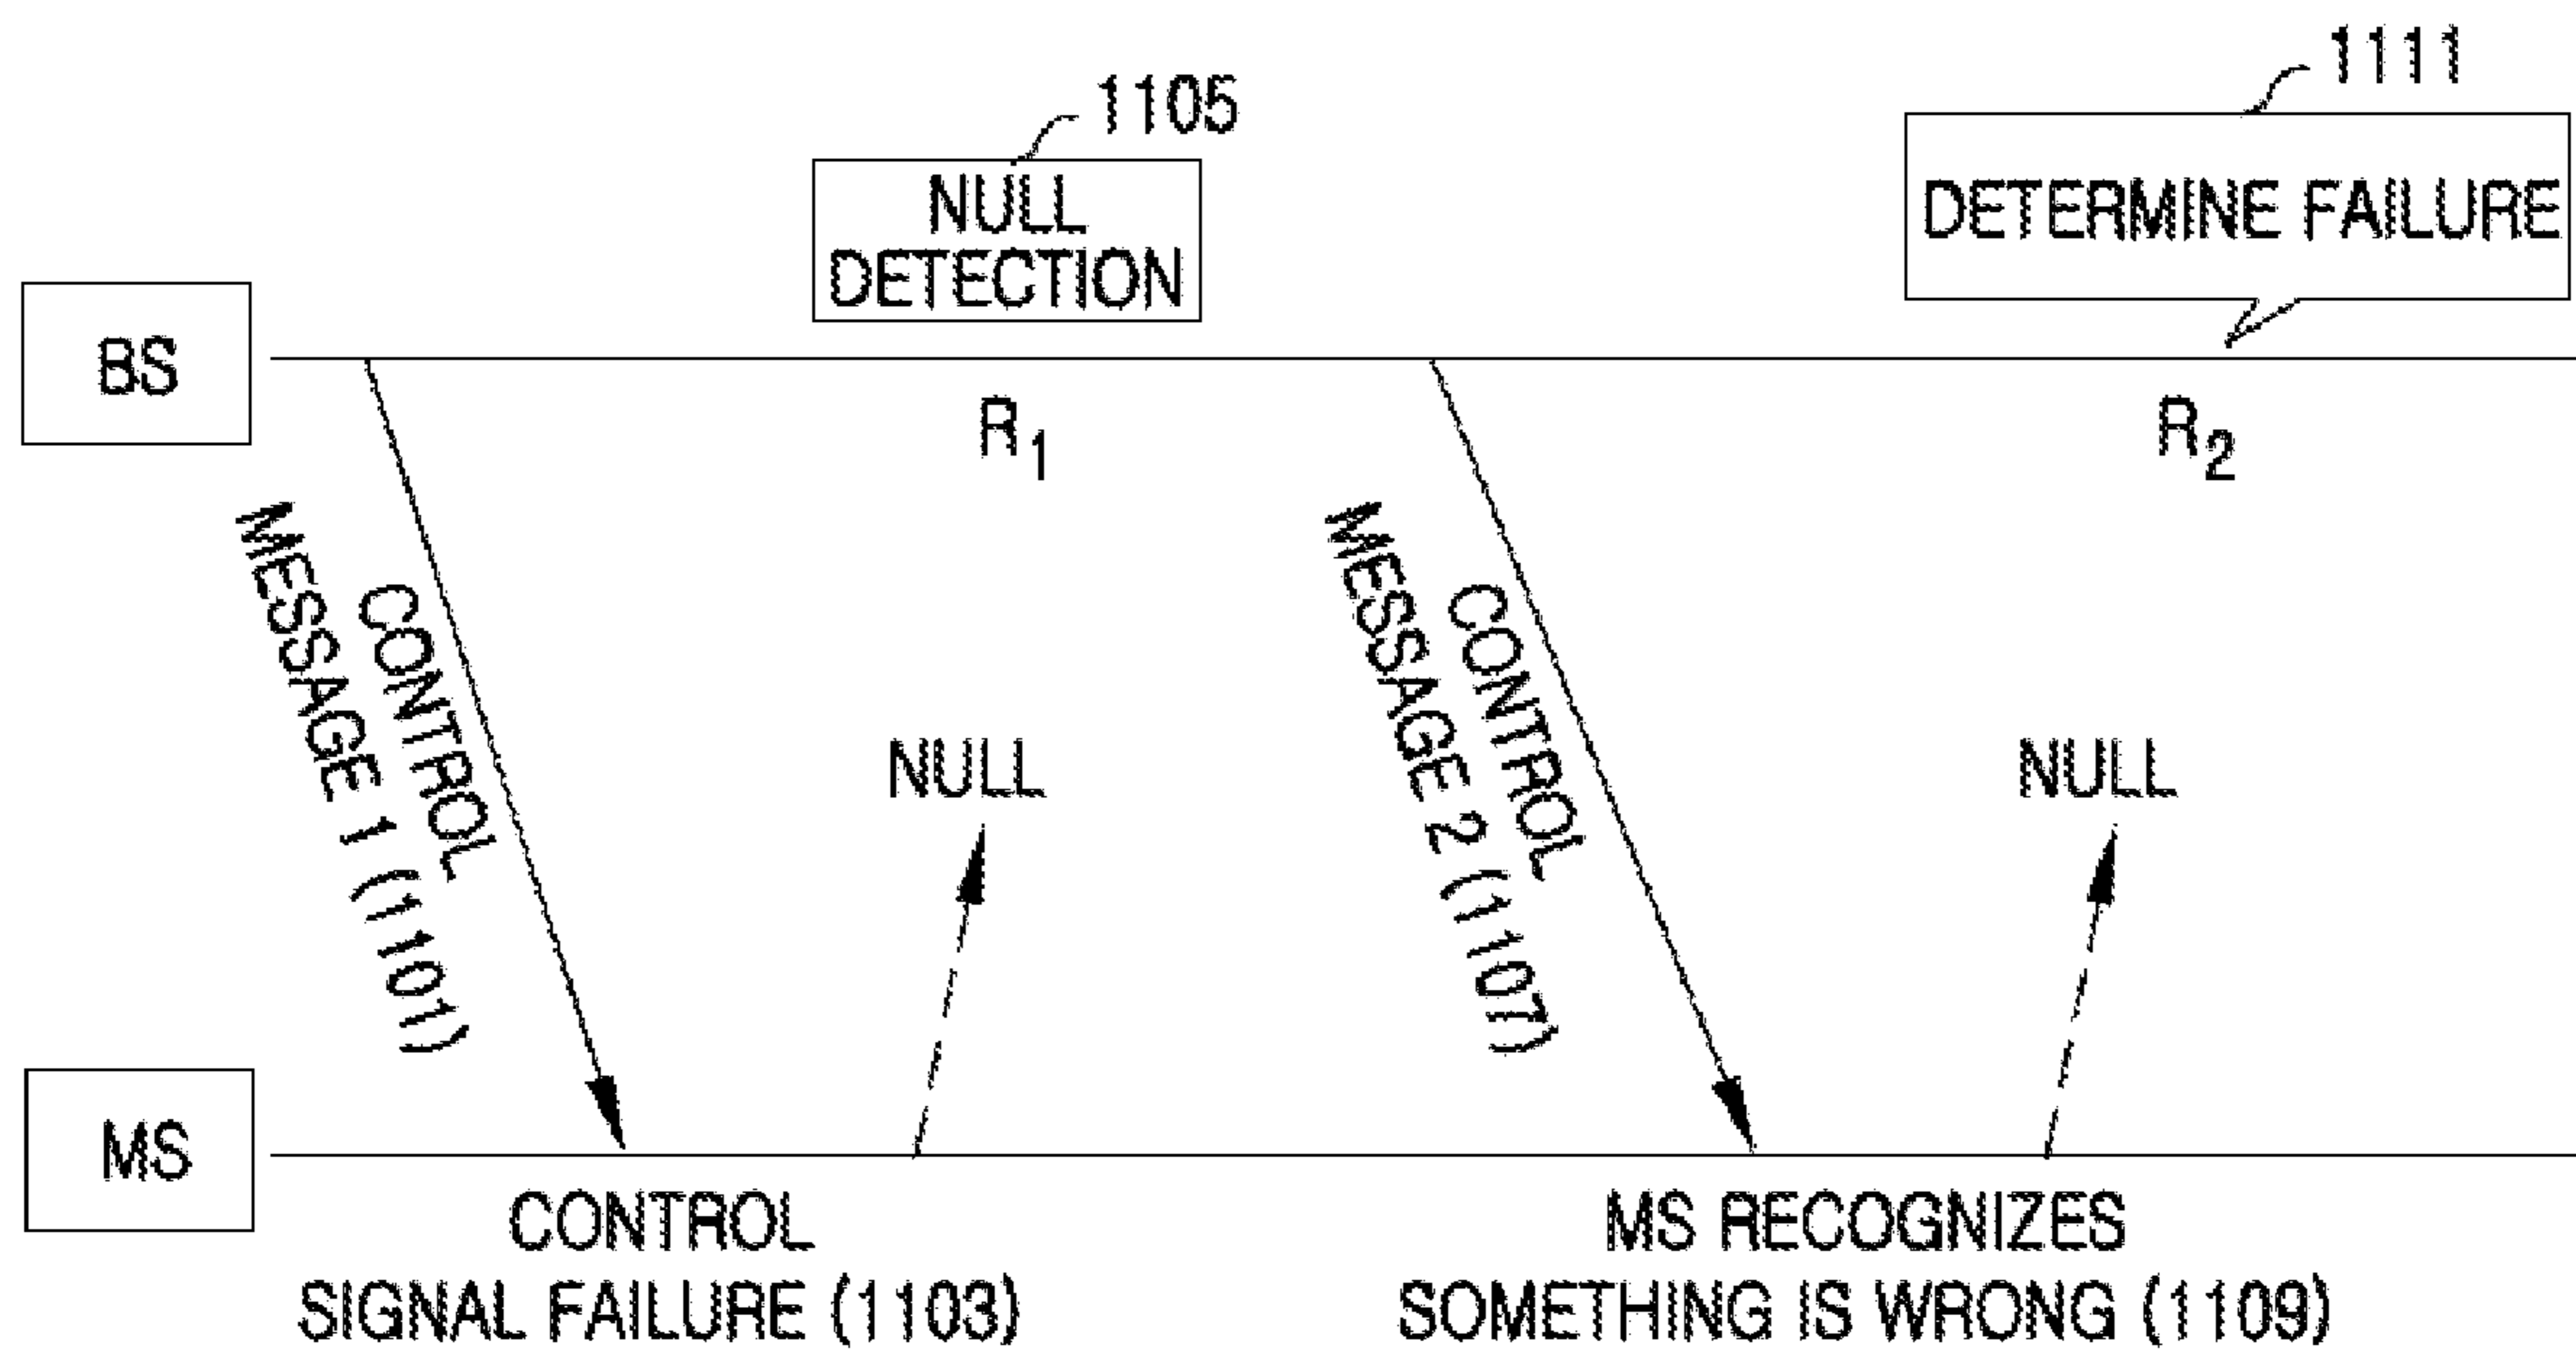 1105
1111
NULL
DETECTION
DETERMINE FAILURE
BS
R1
R2
CONTROL
MESSAGE 1 (1101)
NULL
CONTROL
MESSAGE 2 (1107)
NULL
MS
CONTROL
SIGNAL FAILURE (1103)
MS RECOGNIZES
SOMETHING IS WRONG (1109)